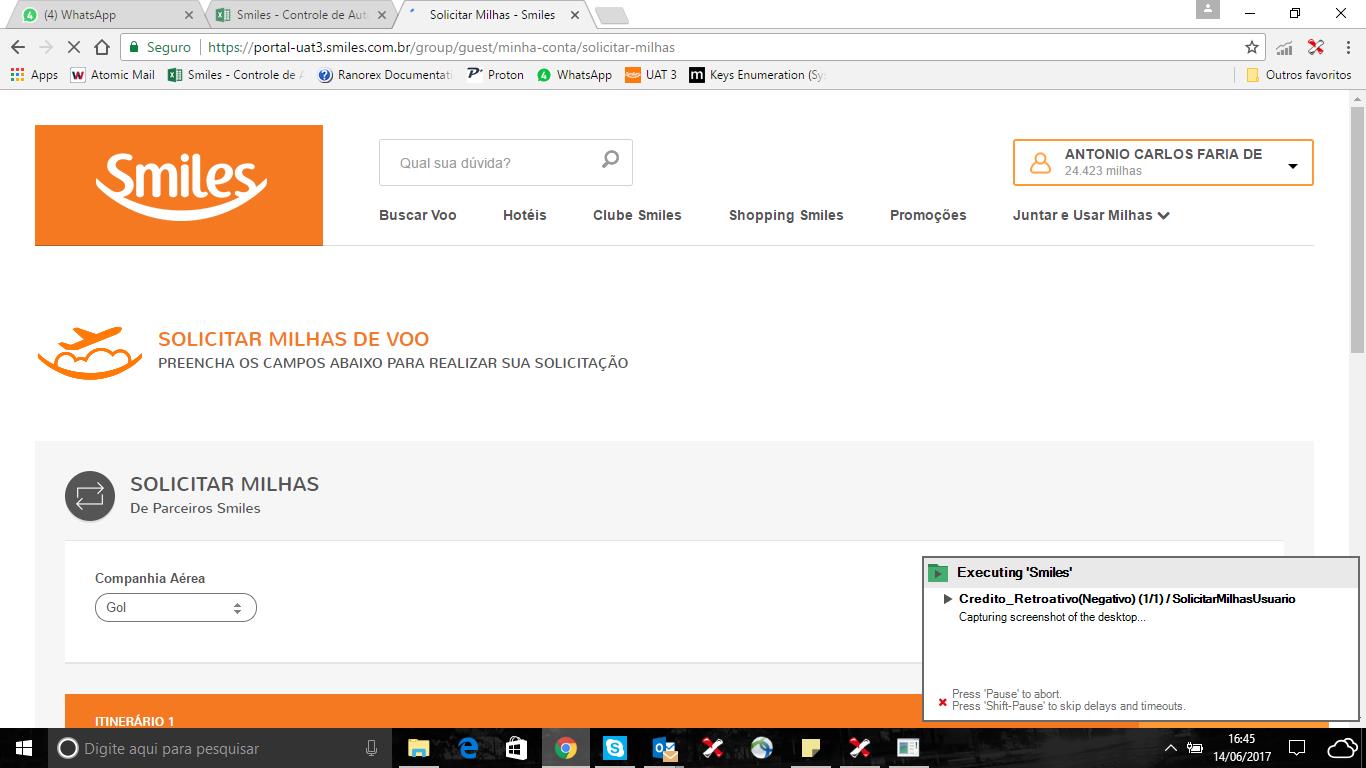 (4) WhatsApp
Smiles - Controle de Aut
Solicitar Milhas - Smiles
Seguro
https://portal-uat3.smiles.com.br/group/guest/minha-conta/solicitar-milhas
Apps
Atomic Mail
Smiles - Controle de A
Ranorex Documentati
Proton
WhatsApp
UAT 3
Keys Enumeration (Sys
Outros favoritos
Smiles
Qual sua dúvida?
ANTONIO CARLOS FARIA DE
24.423 milhas
Buscar Voo
Hotéis
Clube Smiles
Shopping Smiles
Promoções
Juntar e Usar Milhas
SOLICITAR MILHAS DE VOO
PREENCHA OS CAMPOS ABAIXO PARA REALIZAR SUA SOLICITAÇÃO
SOLICITAR MILHAS
De Parceiros Smiles
Companhia Aérea
Gol
ITINERÁRIO 1
Executing 'Smiles'
Credito_Retroativo(Negativo) (1/1) / SolicitarMilhasUsuario
Capturing screenshot of the desktop...
Press 'Pause' to abort.
Press 'Shift-Pause' to skip delays and timeouts.
Digite aqui para pesquisar
16:45
14/06/2017